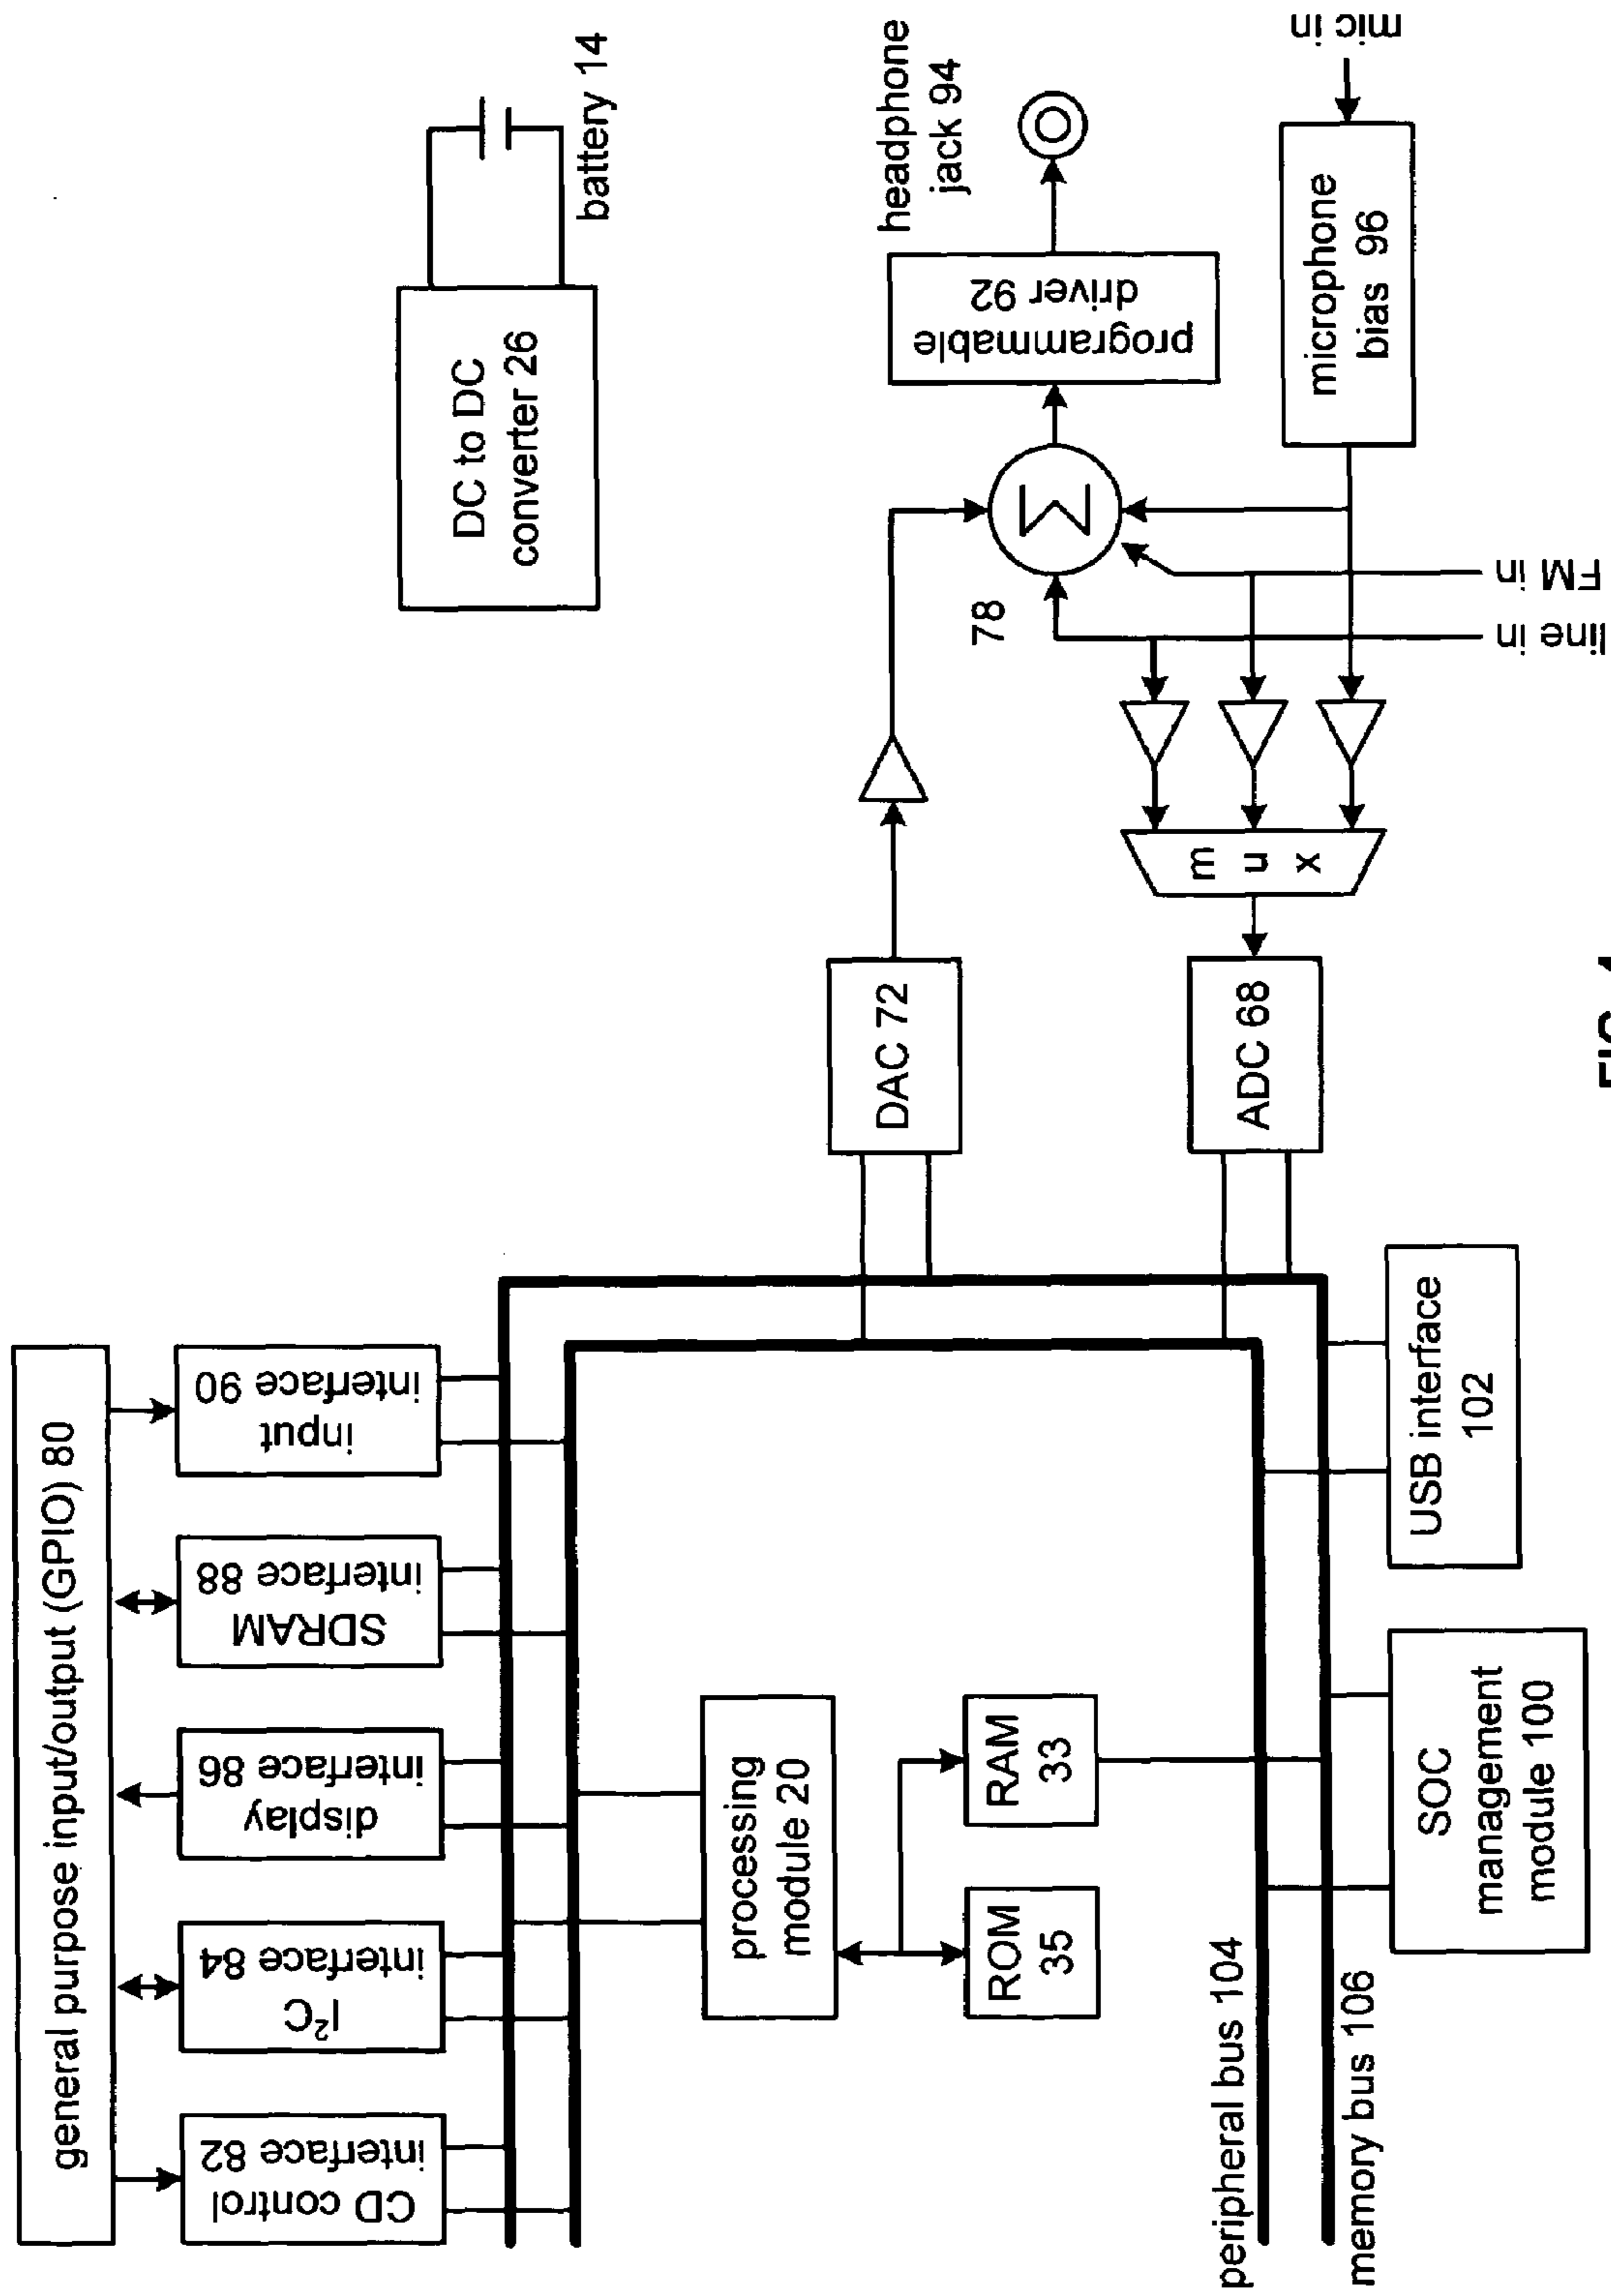 general purpose input/output (GPIO) 80
CD control
interface 82
I²C
interface 84
display
interface 86
SDRAM
interface 88
input
interface 90
DC to DC
converter 26
battery 14
processing
module 20
ROM
35
RAM
33
DAC 72
ADC 68
mux
78
programmable
driver 92
headphone
jack 94
microphone
bias 96
mic in
FM in
line in
peripheral bus 104
memory bus 106
SOC
management
module 100
USB interface
102
Σ